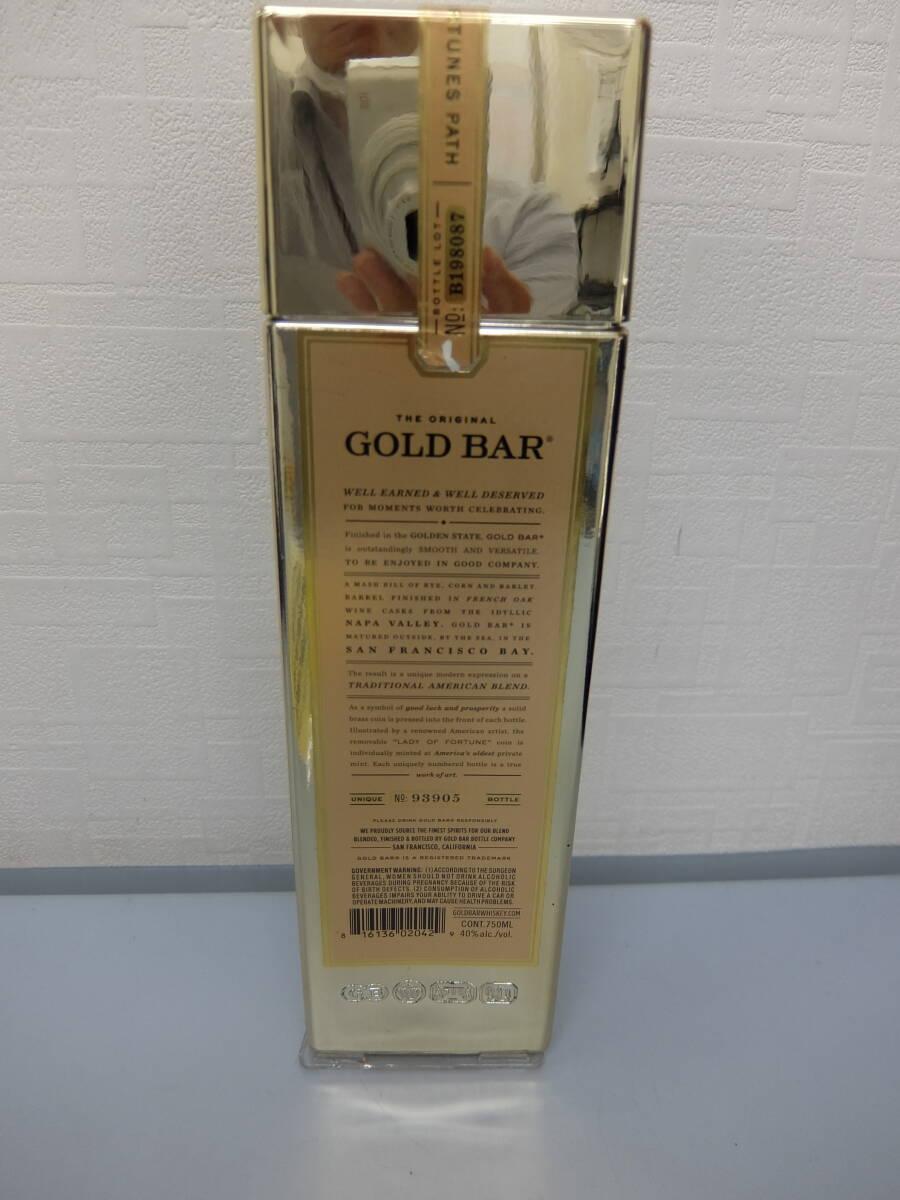 TUNES PATH
BOTTLE LOT
NO: B198087
THE ORIGINAL
GOLD BAR®
WELL EARNED & WELL DESERVED
FOR MOMENTS WORTH CELEBRATING.
Finished in the GOLDEN STATE, GOLD BAR®
is outstandingly SMOOTH AND VERSATILE.
TO BE ENJOYED IN GOOD COMPANY.
A MASH BILL OF RYE, CORN AND BARLEY
BARREL FINISHED IN FRENCH OAK
WINE CASKS FROM THE IDYLLIC
NAPA VALLEY. GOLD BAR® IS
MATURED OUTSIDE, BY THE SEA, IN THE
SAN FRANCISCO BAY.
The result is a unique modern expression on a
TRADITIONAL AMERICAN BLEND.
As a symbol of good luck and prosperity a solid
brass coin is pressed into the front of each bottle.
Illustrated by a renowned American artist, the
removable "LADY OF FORTUNE" coin is
individually minted at America's oldest private
mint. Each uniquely numbered bottle is a true
work of art.
UNIQUE NO: 93905 BOTTLE
PLEASE DRINK GOLD BAR® RESPONSIBLY
WE PROUDLY SOURCE THE FINEST SPIRITS FOR OUR BLEND
BLENDED, FINISHED & BOTTLED BY GOLD BAR BOTTLE COMPANY
SAN FRANCISCO, CALIFORNIA
GOLD BAR® IS A REGISTERED TRADEMARK
GOVERNMENT WARNING: (1) ACCORDING TO THE SURGEON
GENERAL, WOMEN SHOULD NOT DRINK ALCOHOLIC
BEVERAGES DURING PREGNANCY BECAUSE OF THE RISK
OF BIRTH DEFECTS. (2) CONSUMPTION OF ALCOHOLIC
BEVERAGES IMPAIRS YOUR ABILITY TO DRIVE A CAR OR
OPERATE MACHINERY, AND MAY CAUSE HEALTH PROBLEMS.
GOLDBARWHISKEY.COM
CONT. 750ML
8 16136 02042 9 40% alc./vol.